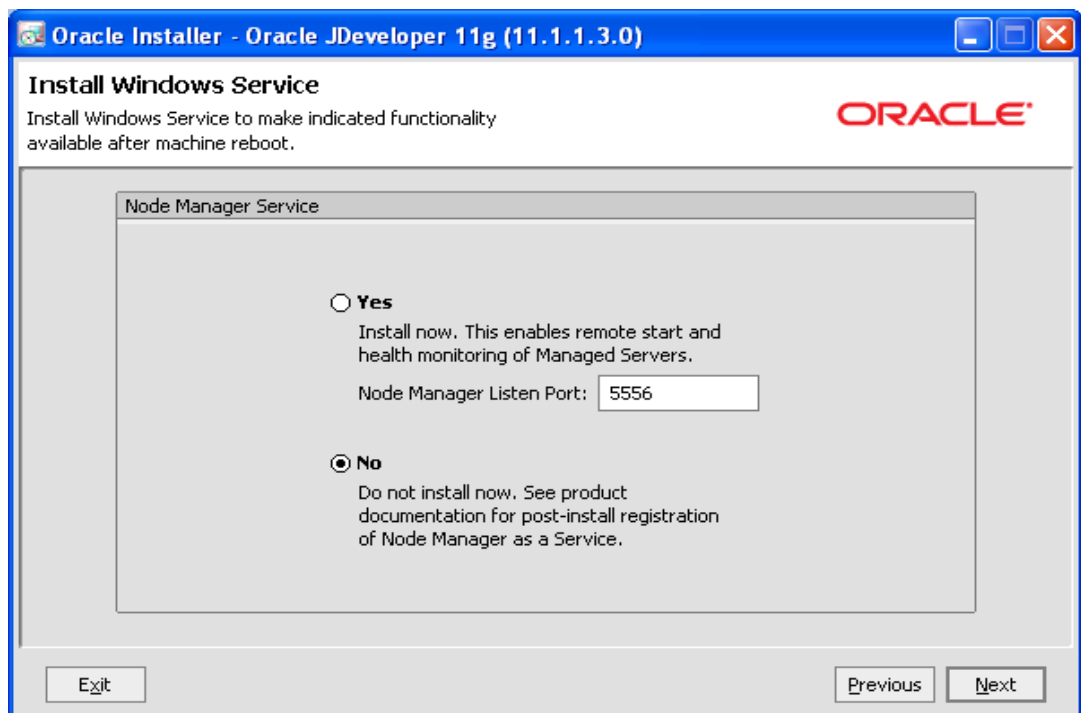 Oracle Installer - Oracle JDeveloper 11g (11.1.1.3.0)
Install Windows Service
Install Windows Service to make indicated functionality
available after machine reboot.
ORACLE
Node Manager Service
Yes
Install now. This enables remote start and
health monitoring of Managed Servers.
Node Manager Listen Port: 5556
No
Do not install now. See product
documentation for post-install registration
of Node Manager as a Service.
Exit Previous Next